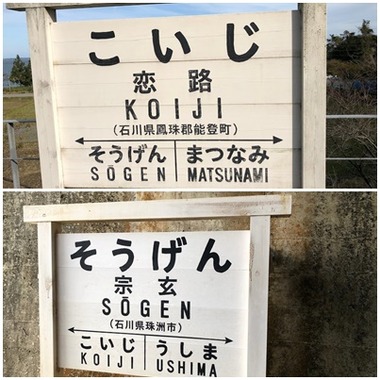 こいじ
恋路
KOIJI
(石川県鳳珠郡能登町)
そうげん まつなみ
SŌGEN MATSUNAMI
そうげん
宗玄
SŌGEN
(石川県珠洲市)
こいじ うしま
KOIJI USHIMA